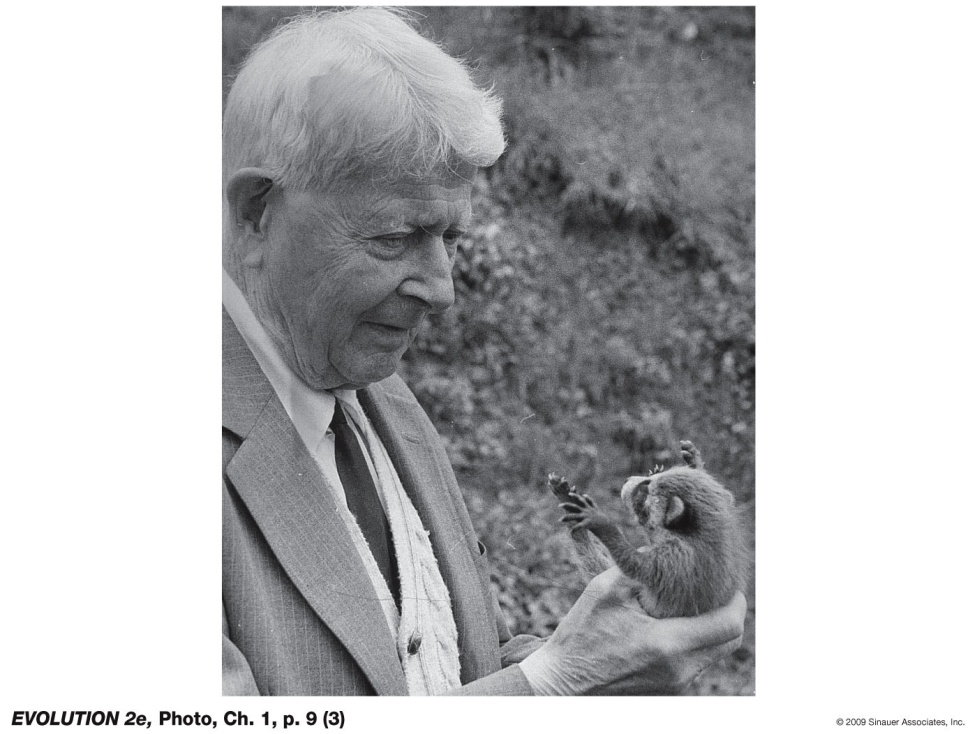 EVOLUTION 2e, Photo, Ch. 1, p. 9 (3)
© 2009 Sinauer Associates, Inc.